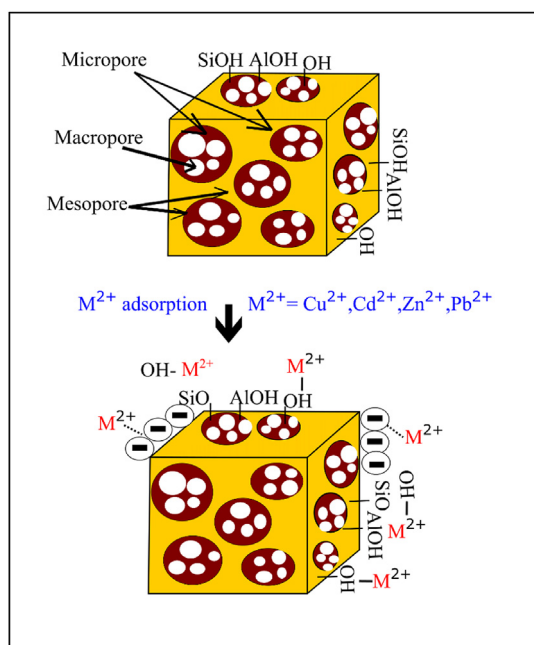 Micropore
SiOH AlOH OH
Macropore
SiOH
AlOH
Mesopore
OH
M²⁺ adsorption
M²⁺= Cu²⁺,Cd²⁺,Zn²⁺,Pb²⁺
OH- M²⁺
M²⁺
SiO AlOH OH
M²⁺
M²⁺
SiO
AlOH
OH
M²⁺
OH M²⁺